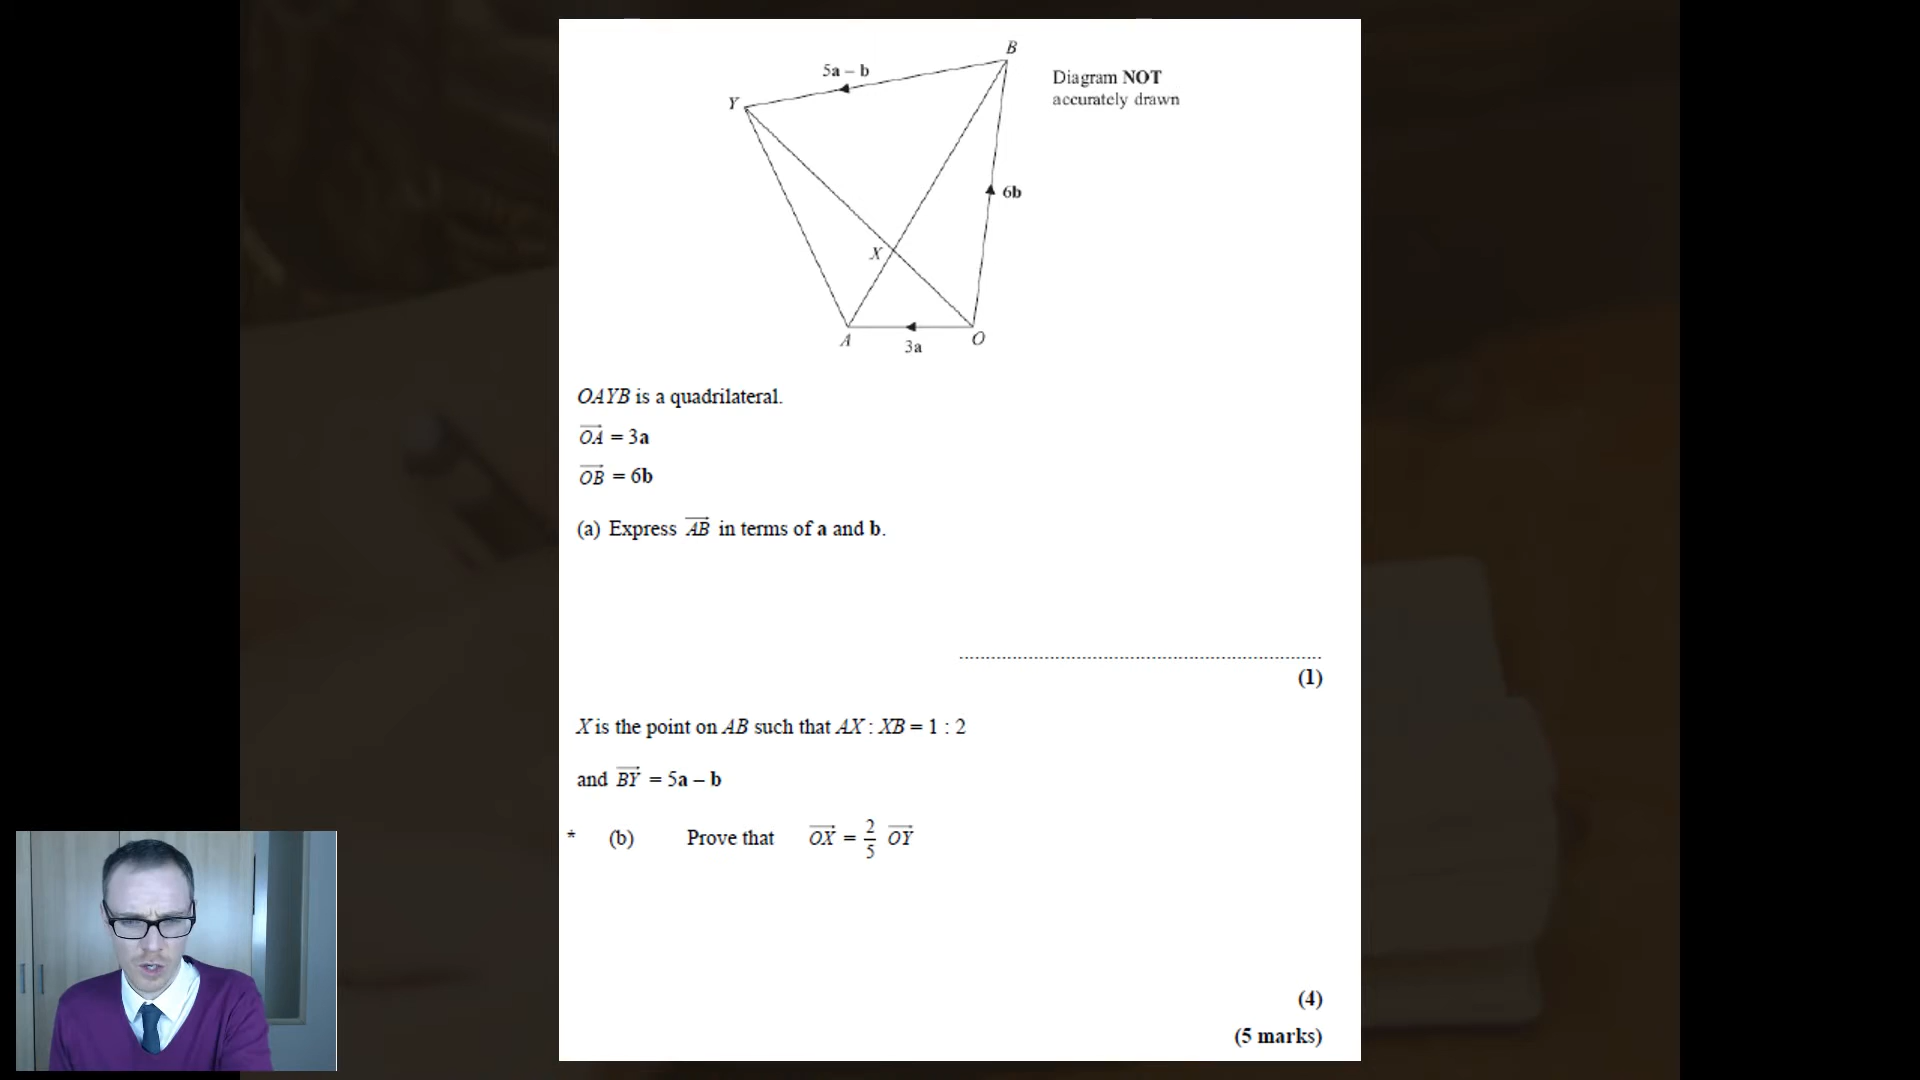 B
5a – b
Diagram NOT
Y
accurately drawn
6b
X
A
O
3a
OAYB is a quadrilateral.
OA = 3a
OB = 6b
(a) Express AB in terms of a and b.
(1)
X is the point on AB such that AX : XB = 1 : 2
and BY = 5a – b
* (b) Prove that OX = 2/5 OY
(4)
(5 marks)